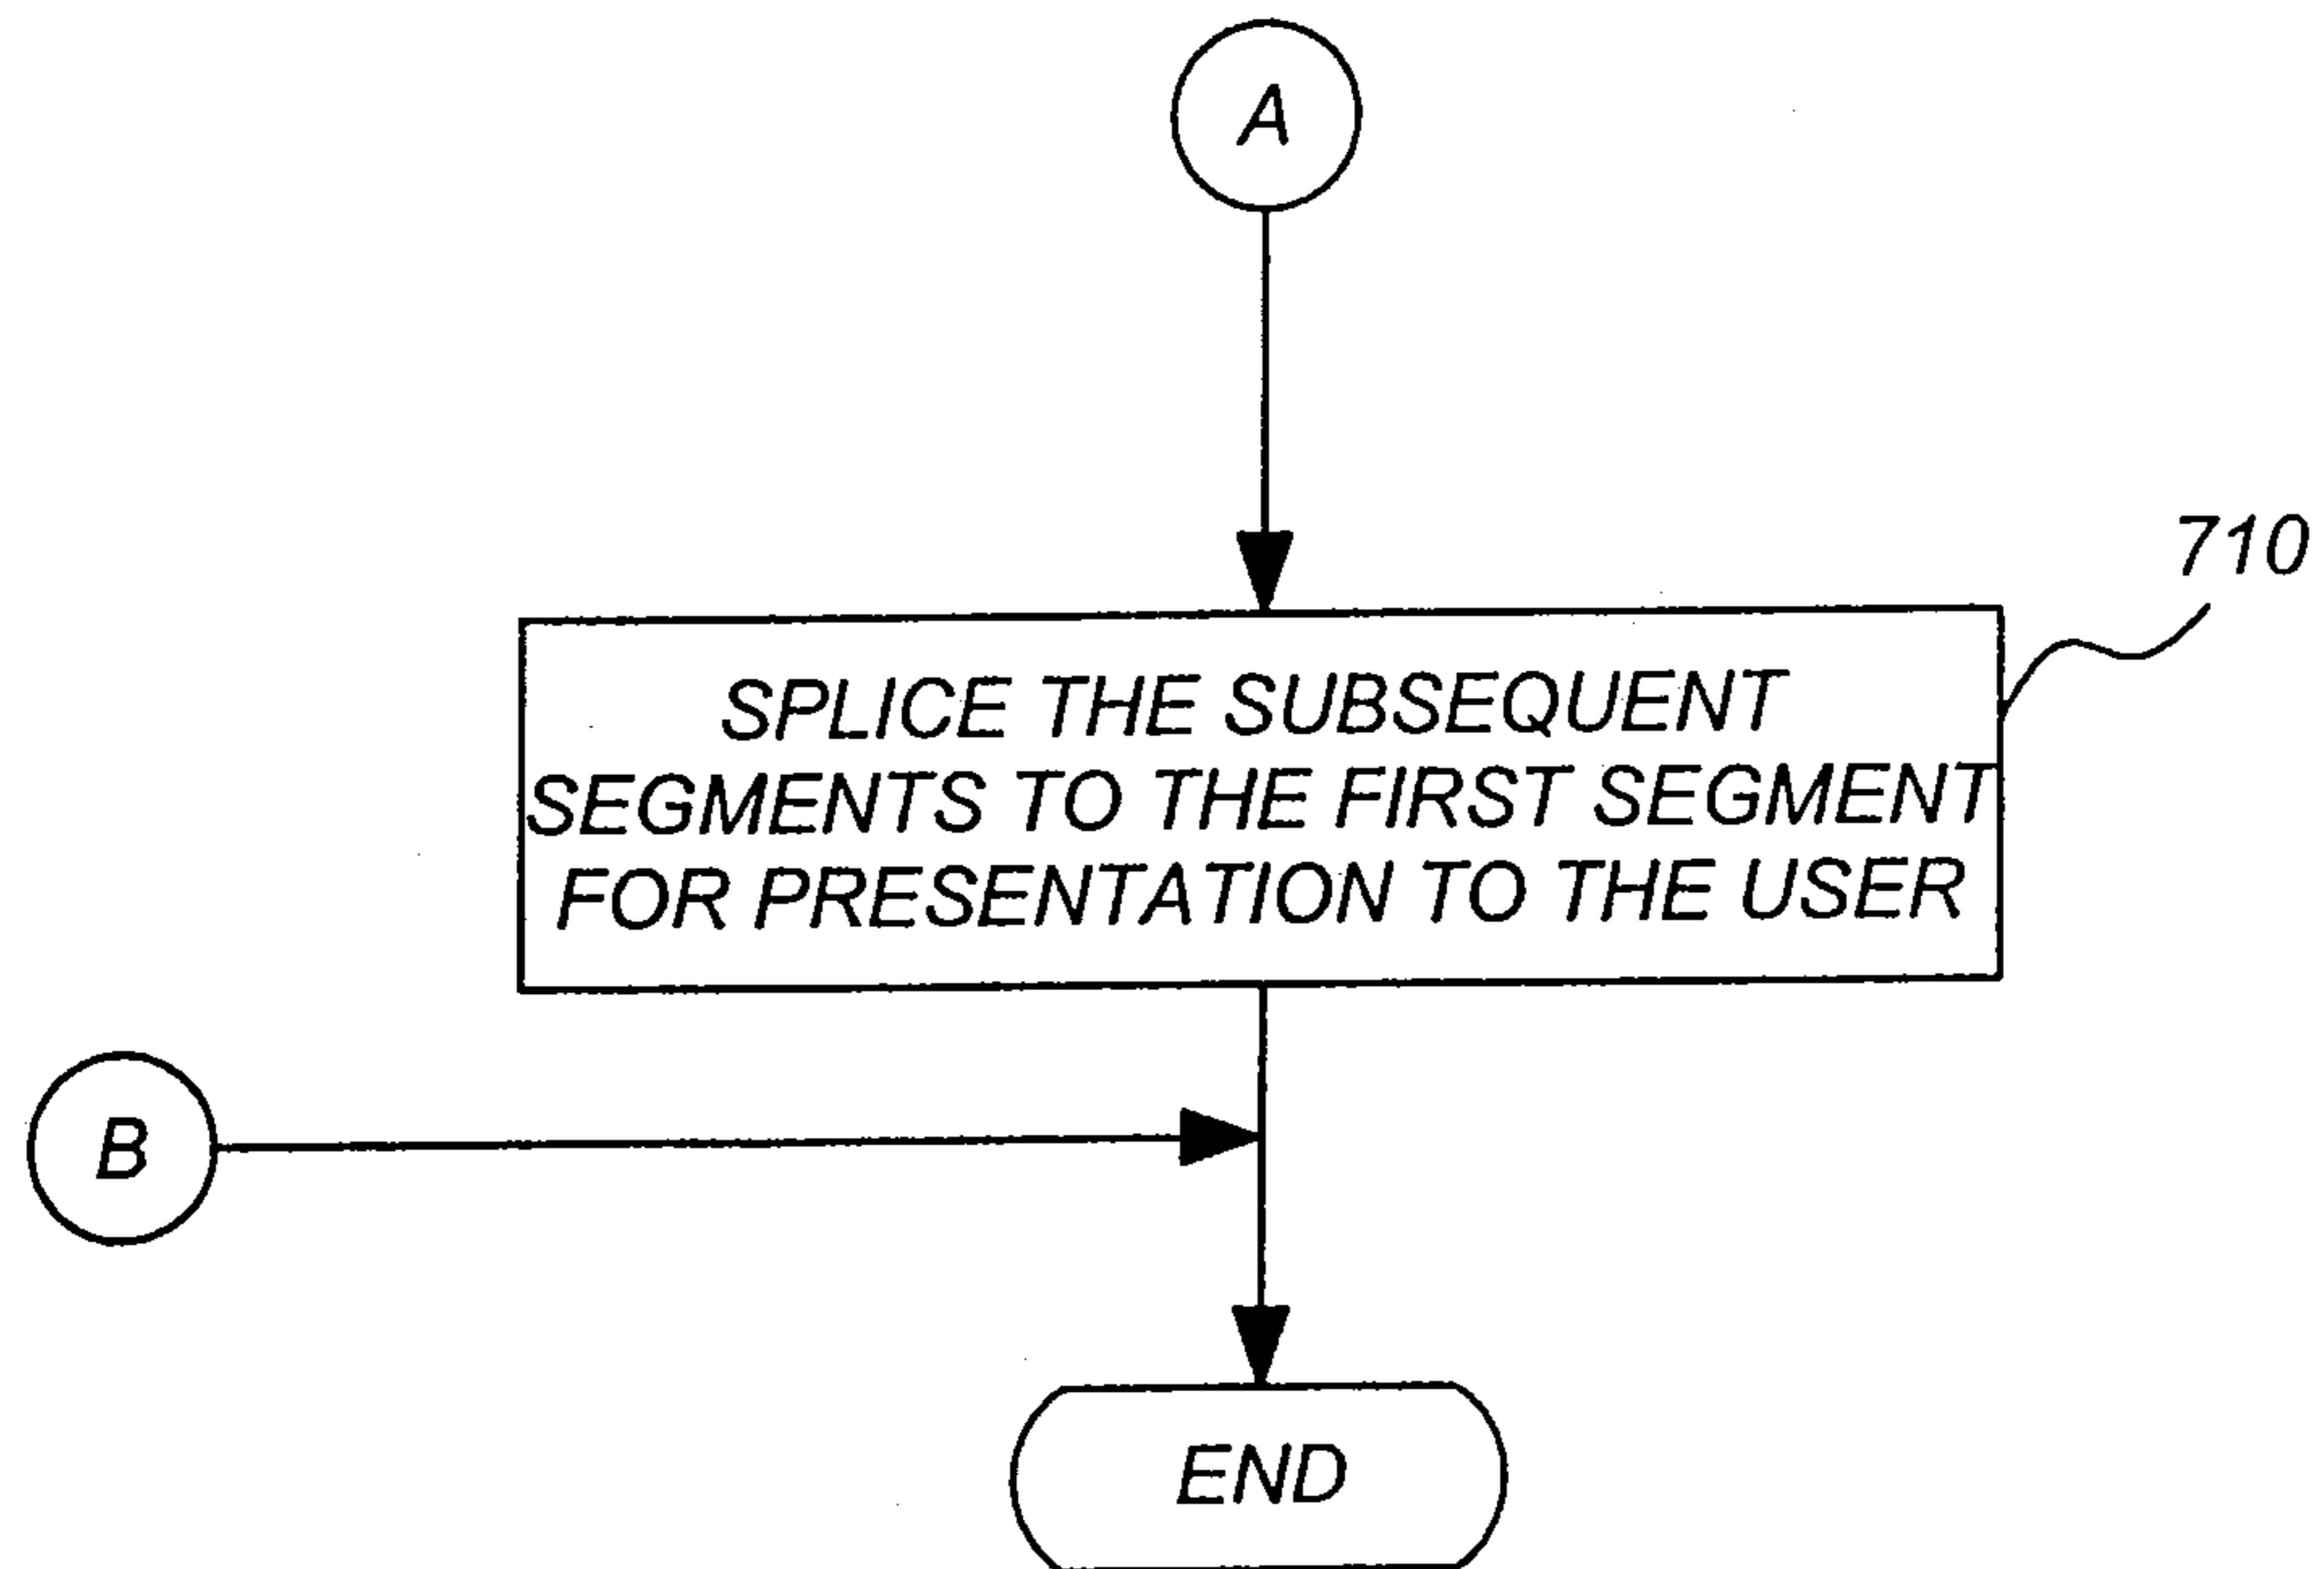 A
710
SPLICE THE SUBSEQUENT
SEGMENTS TO THE FIRST SEGMENT
FOR PRESENTATION TO THE USER
B
END